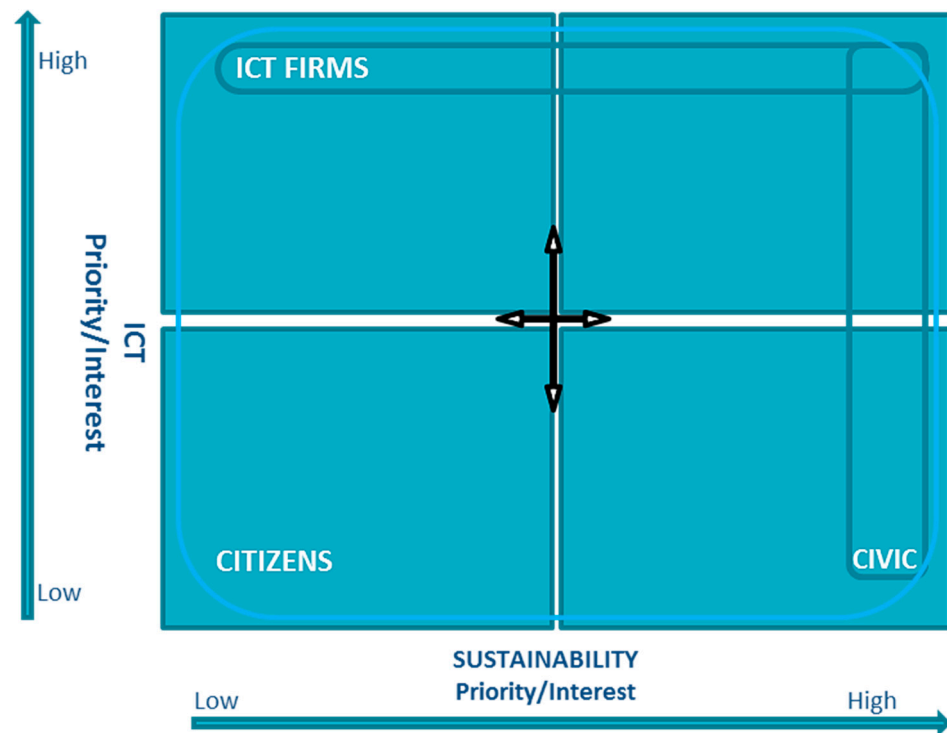 High
ICT FIRMS
ICT
Priority/Interest
CITIZENS
CIVIC
Low
SUSTAINABILITY
Priority/Interest
Low
High